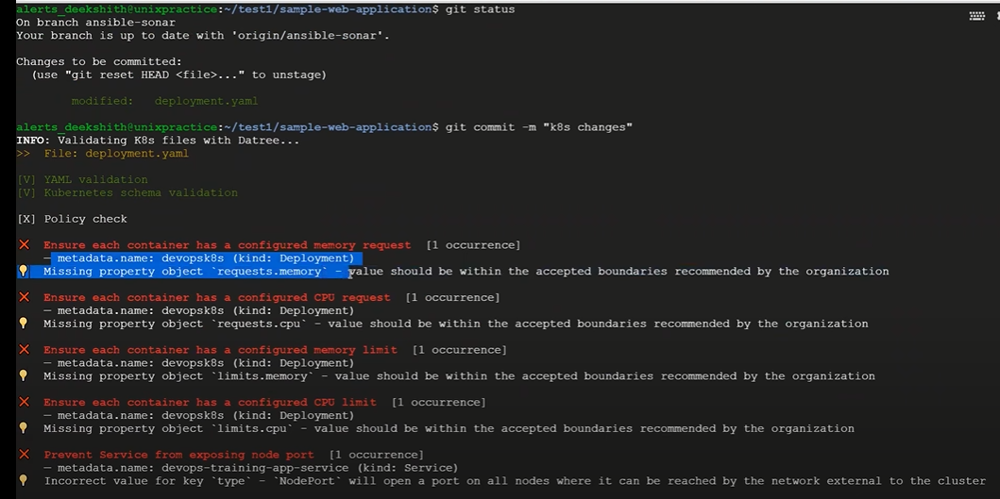 alerts_deekshith@unixpractice:~/test1/sample-web-application$ git status
On branch ansible-sonar
Your branch is up to date with 'origin/ansible-sonar'.
Changes to be committed:
(use "git reset HEAD <file>..." to unstage)
modified: deployment.yaml
alerts_deekshith@unixpractice:~/test1/sample-web-application$ git commit -m "k8s changes"
INFO: Validating K8s files with Datree...
>> File: deployment.yaml
[V] YAML validation
[V] Kubernetes schema validation
[X] Policy check
❌ Ensure each container has a configured memory request [1 occurrence]
— metadata.name: devopsk8s (kind: Deployment)
💡 Missing property object `requests.memory` - value should be within the accepted boundaries recommended by the organization
❌ Ensure each container has a configured CPU request [1 occurrence]
— metadata.name: devopsk8s (kind: Deployment)
💡 Missing property object `requests.cpu` - value should be within the accepted boundaries recommended by the organization
❌ Ensure each container has a configured memory limit [1 occurrence]
— metadata.name: devopsk8s (kind: Deployment)
💡 Missing property object `limits.memory` - value should be within the accepted boundaries recommended by the organization
❌ Ensure each container has a configured CPU limit [1 occurrence]
— metadata.name: devopsk8s (kind: Deployment)
💡 Missing property object `limits.cpu` - value should be within the accepted boundaries recommended by the organization
❌ Prevent Service from exposing node port [1 occurrence]
— metadata.name: devops-training-app-service (kind: Service)
💡 Incorrect value for key `type` - `NodePort` will open a port on all nodes where it can be reached by the network external to the cluster